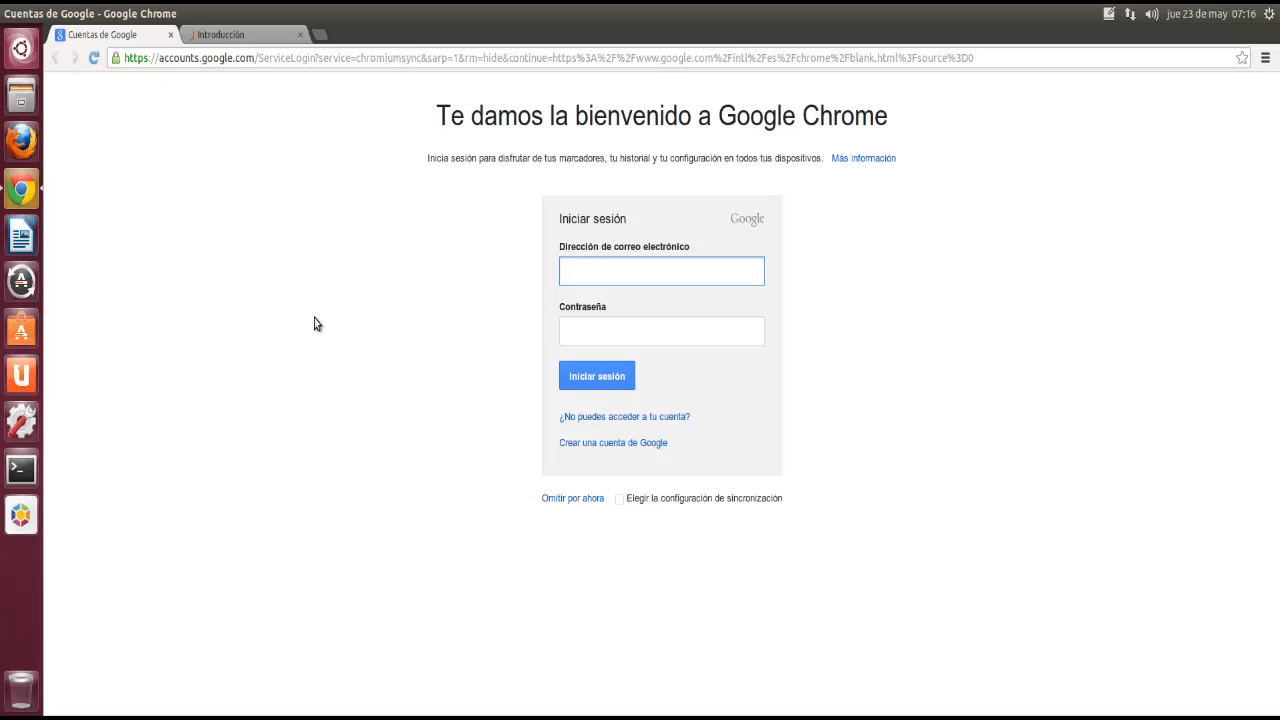 Cuentas de Google - Google Chrome
jue 23 de may 07:16
Cuentas de Google
Introducción
https://accounts.google.com/ServiceLogin?service=chromiumsync&sarp=1&rm=hide&continue=https%3A%2F%2Fwww.google.com%2Fintl%2Fes%2Fchrome%2Fblank.html%3Fsource%3D0
Te damos la bienvenido a Google Chrome
Inicia sesión para disfrutar de tus marcadores, tu historial y tu configuración en todos tus dispositivos. Más información
Iniciar sesión Google
Dirección de correo electrónico
Contraseña
Iniciar sesión
¿No puedes acceder a tu cuenta?
Crear una cuenta de Google
Omitir por ahora Elegir la configuración de sincronización